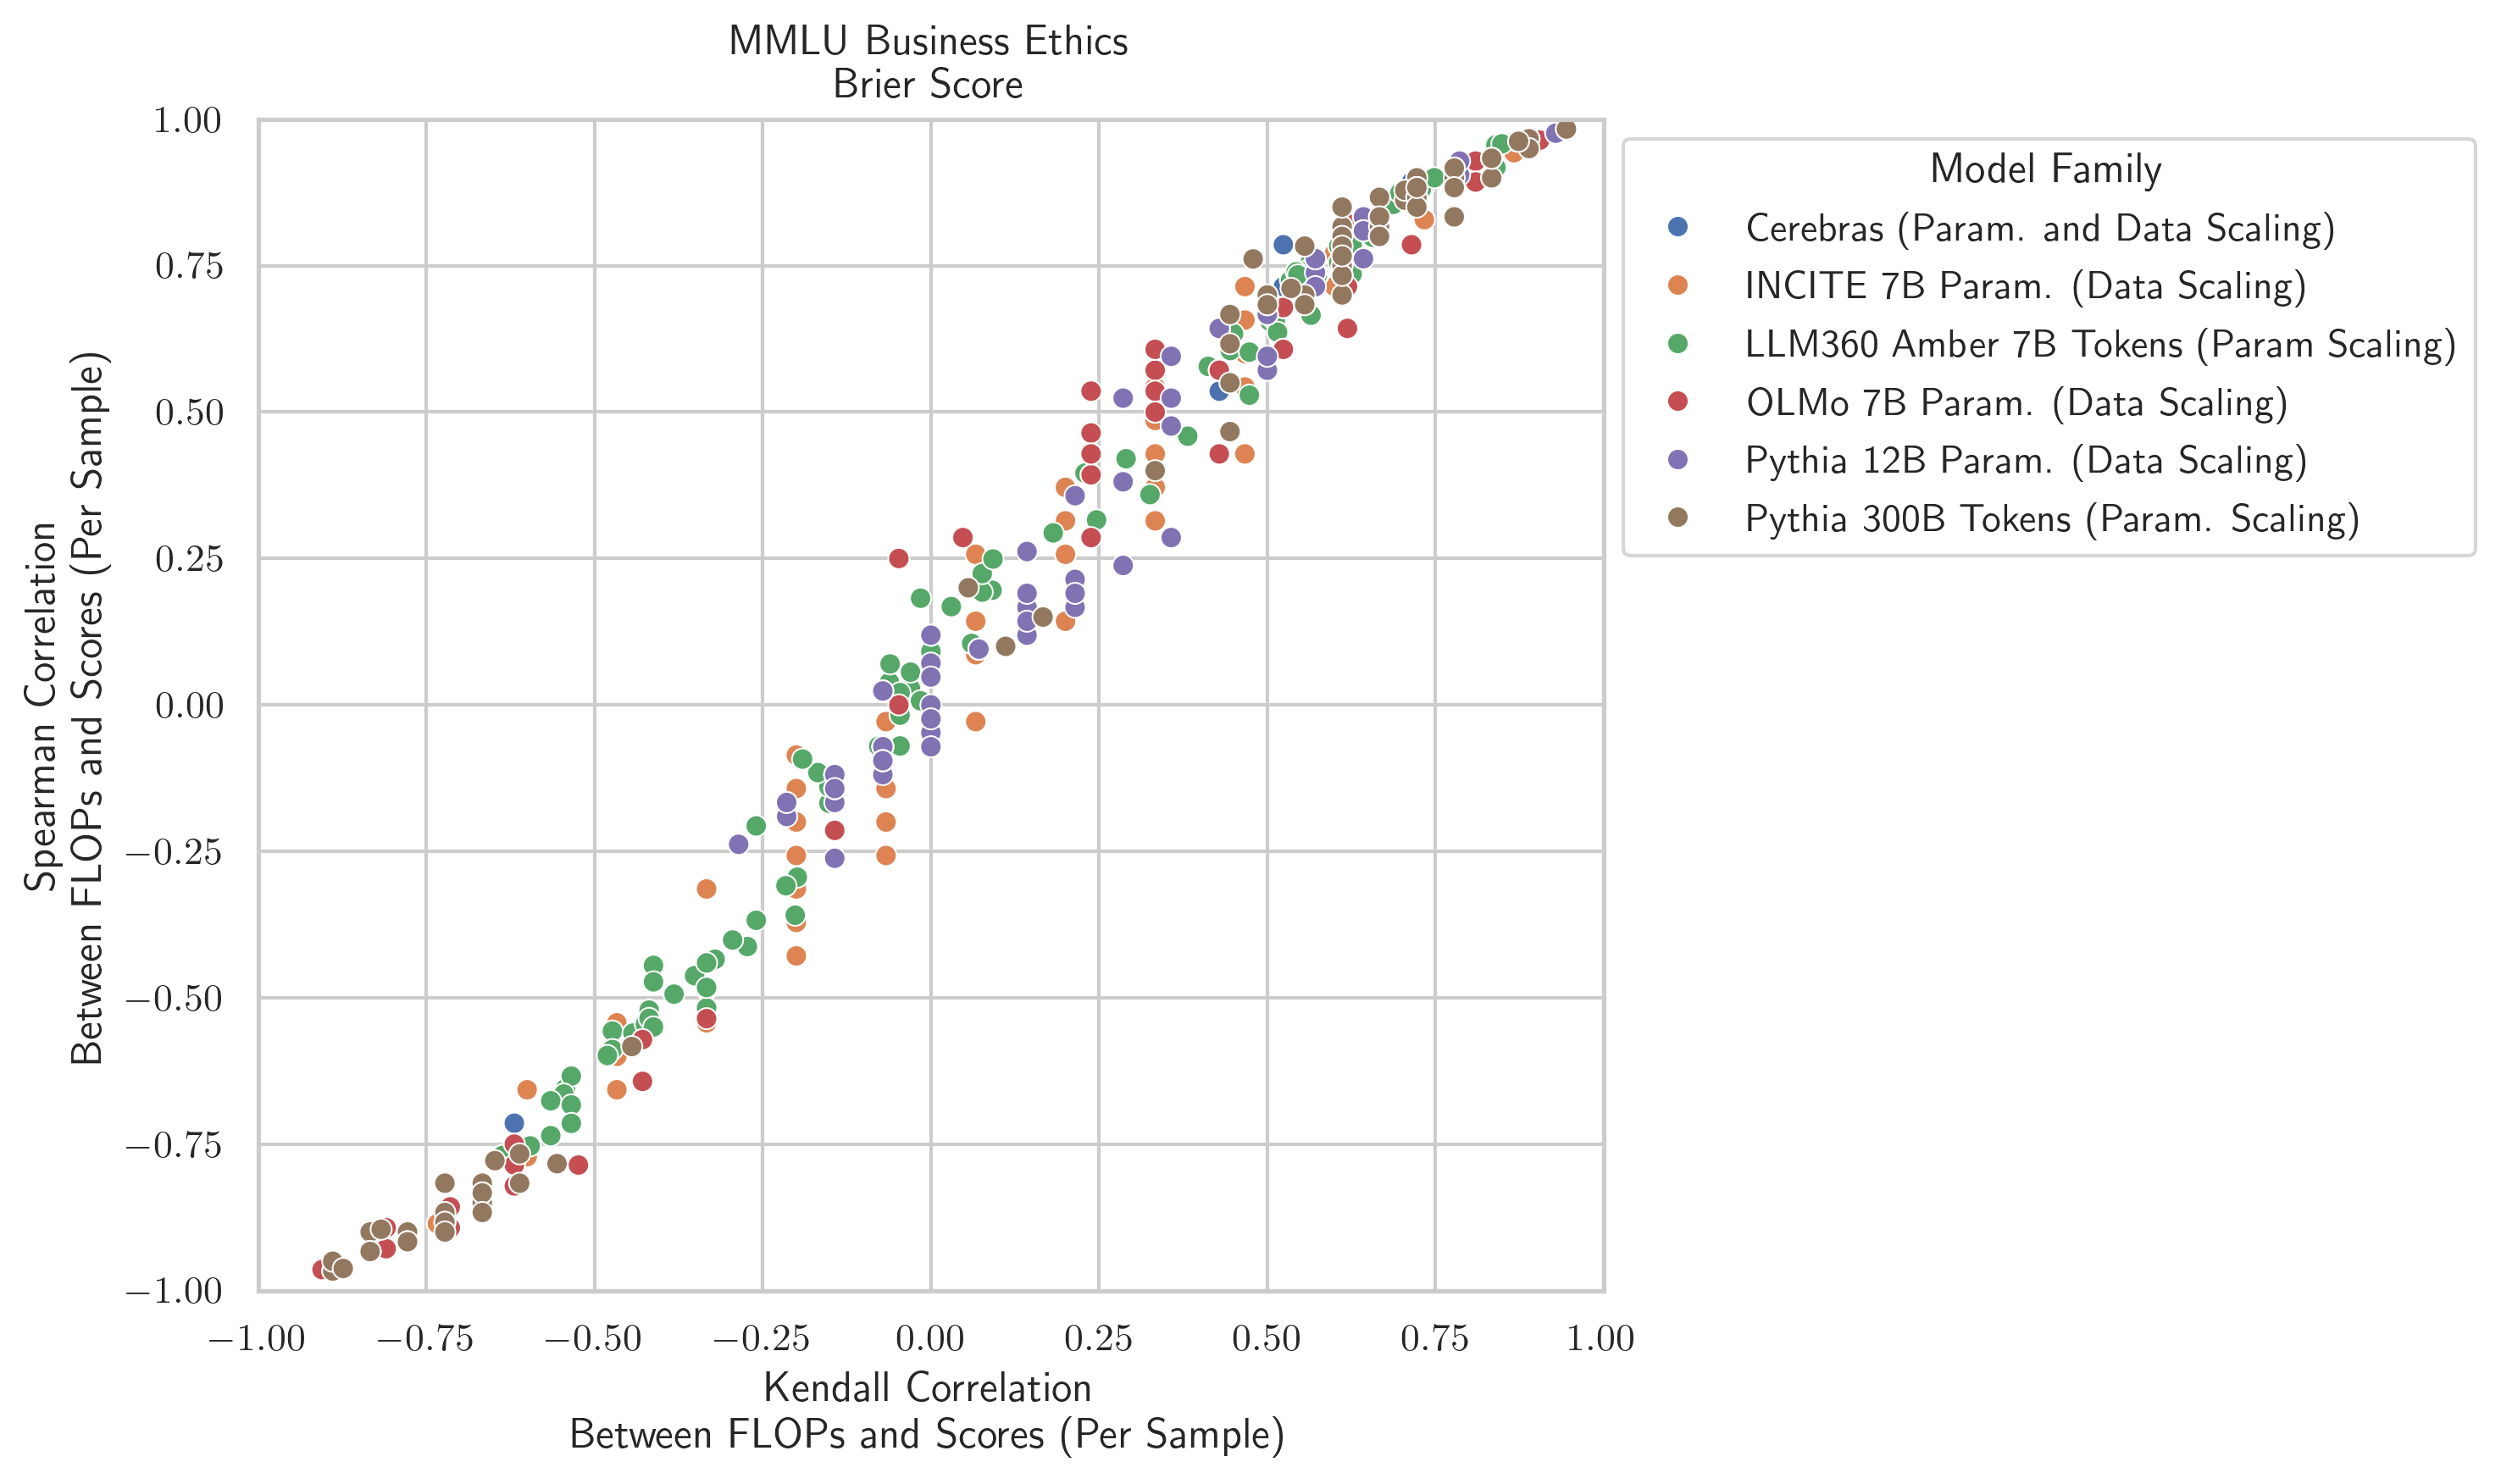 MMLU Business Ethics
Brier Score
Spearman Correlation
Between FLOPs and Scores (Per Sample)
1.00
0.75
0.50
0.25
0.00
−0.25
−0.50
−0.75
−1.00
−1.00 −0.75 −0.50 −0.25 0.00 0.25 0.50 0.75 1.00
Kendall Correlation
Between FLOPs and Scores (Per Sample)
Model Family
Cerebras (Param. and Data Scaling)
INCITE 7B Param. (Data Scaling)
LLM360 Amber 7B Tokens (Param Scaling)
OLMo 7B Param. (Data Scaling)
Pythia 12B Param. (Data Scaling)
Pythia 300B Tokens (Param. Scaling)